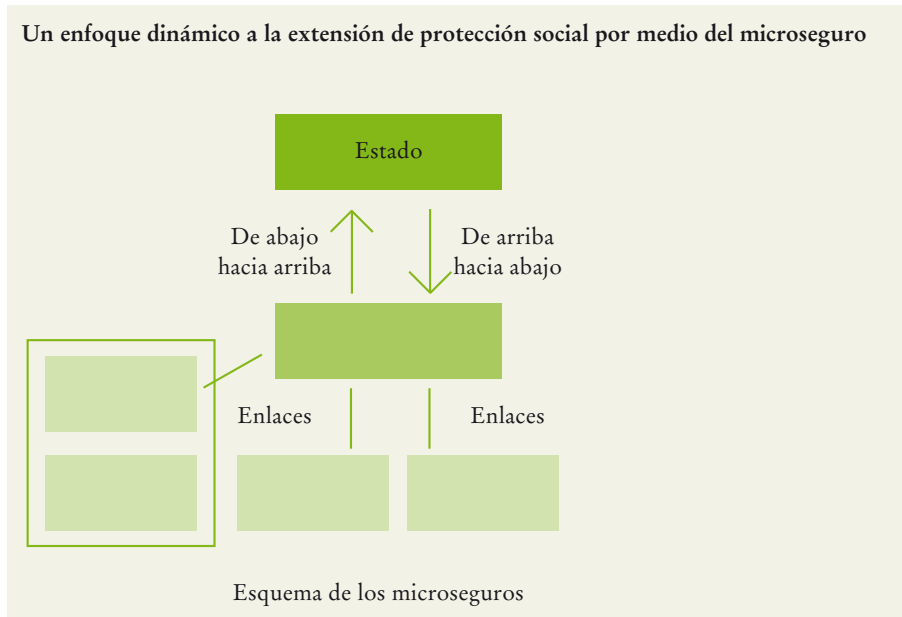 Un enfoque dinámico a la extensión de protección social por medio del microseguro
Estado
De abajo
hacia arriba
De arriba
hacia abajo
Enlaces
Enlaces
Esquema de los microseguros